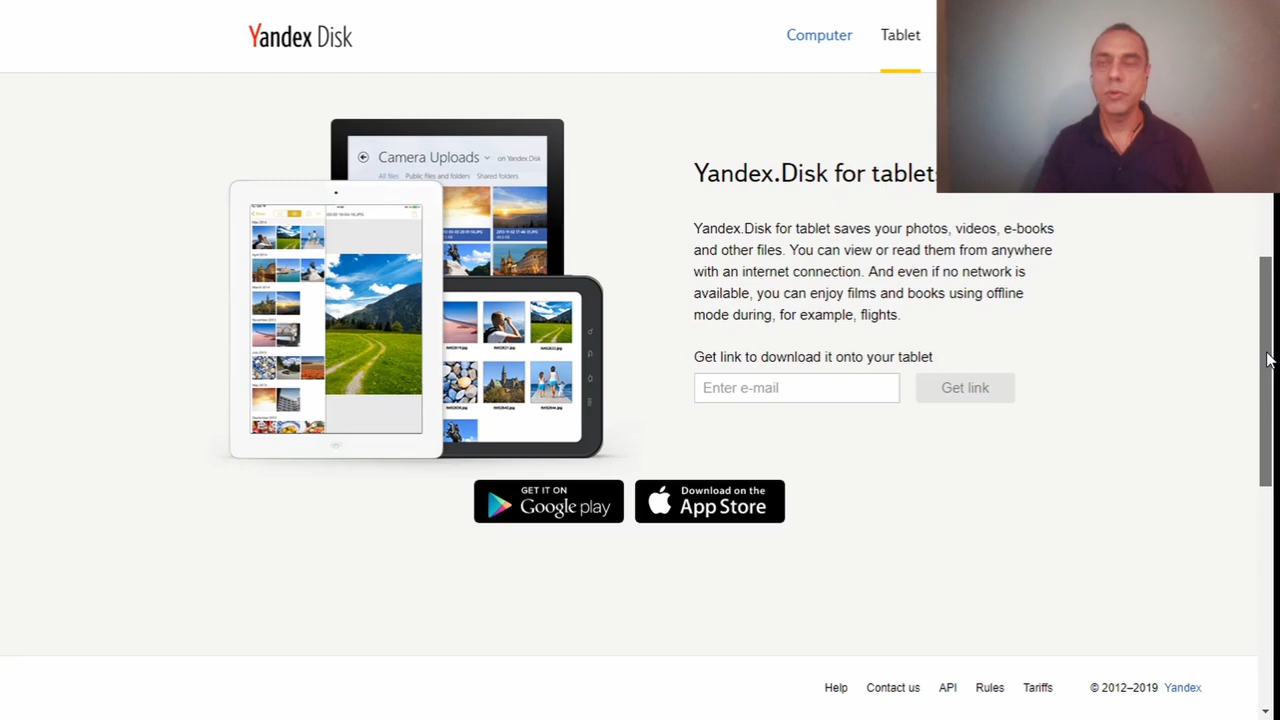 Yandex Disk
Computer
Tablet
Camera Uploads
on Yandex.Disk
All files
Public files and folders
Shared folders
Yandex.Disk for tablet
Yandex.Disk for tablet saves your photos, videos, e-books
and other files. You can view or read them from anywhere
with an internet connection. And even if no network is
available, you can enjoy films and books using offline
mode during, for example, flights.
Get link to download it onto your tablet
Enter e-mail
Get link
GET IT ON
Google play
Download on the
App Store
Help
Contact us
API
Rules
Tariffs
© 2012–2019 Yandex